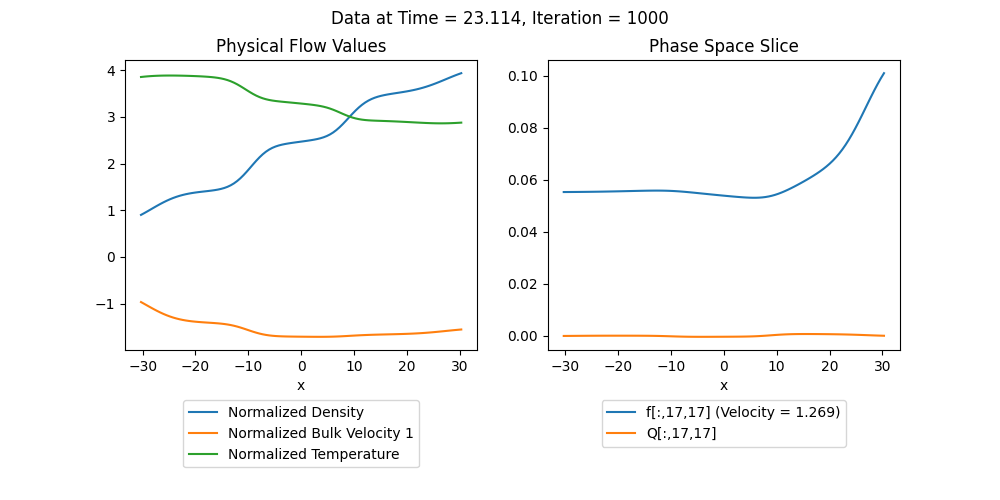 Data at Time = 23.114, Iteration = 1000
Physical Flow Values
4
3
2
1
0
−1
−30
−20
−10
0
10
20
30
x
Normalized Density
Normalized Bulk Velocity 1
Normalized Temperature
Phase Space Slice
0.10
0.08
0.06
0.04
0.02
0.00
−30
−20
−10
0
10
20
30
x
f[:,17,17] (Velocity = 1.269)
Q[:,17,17]